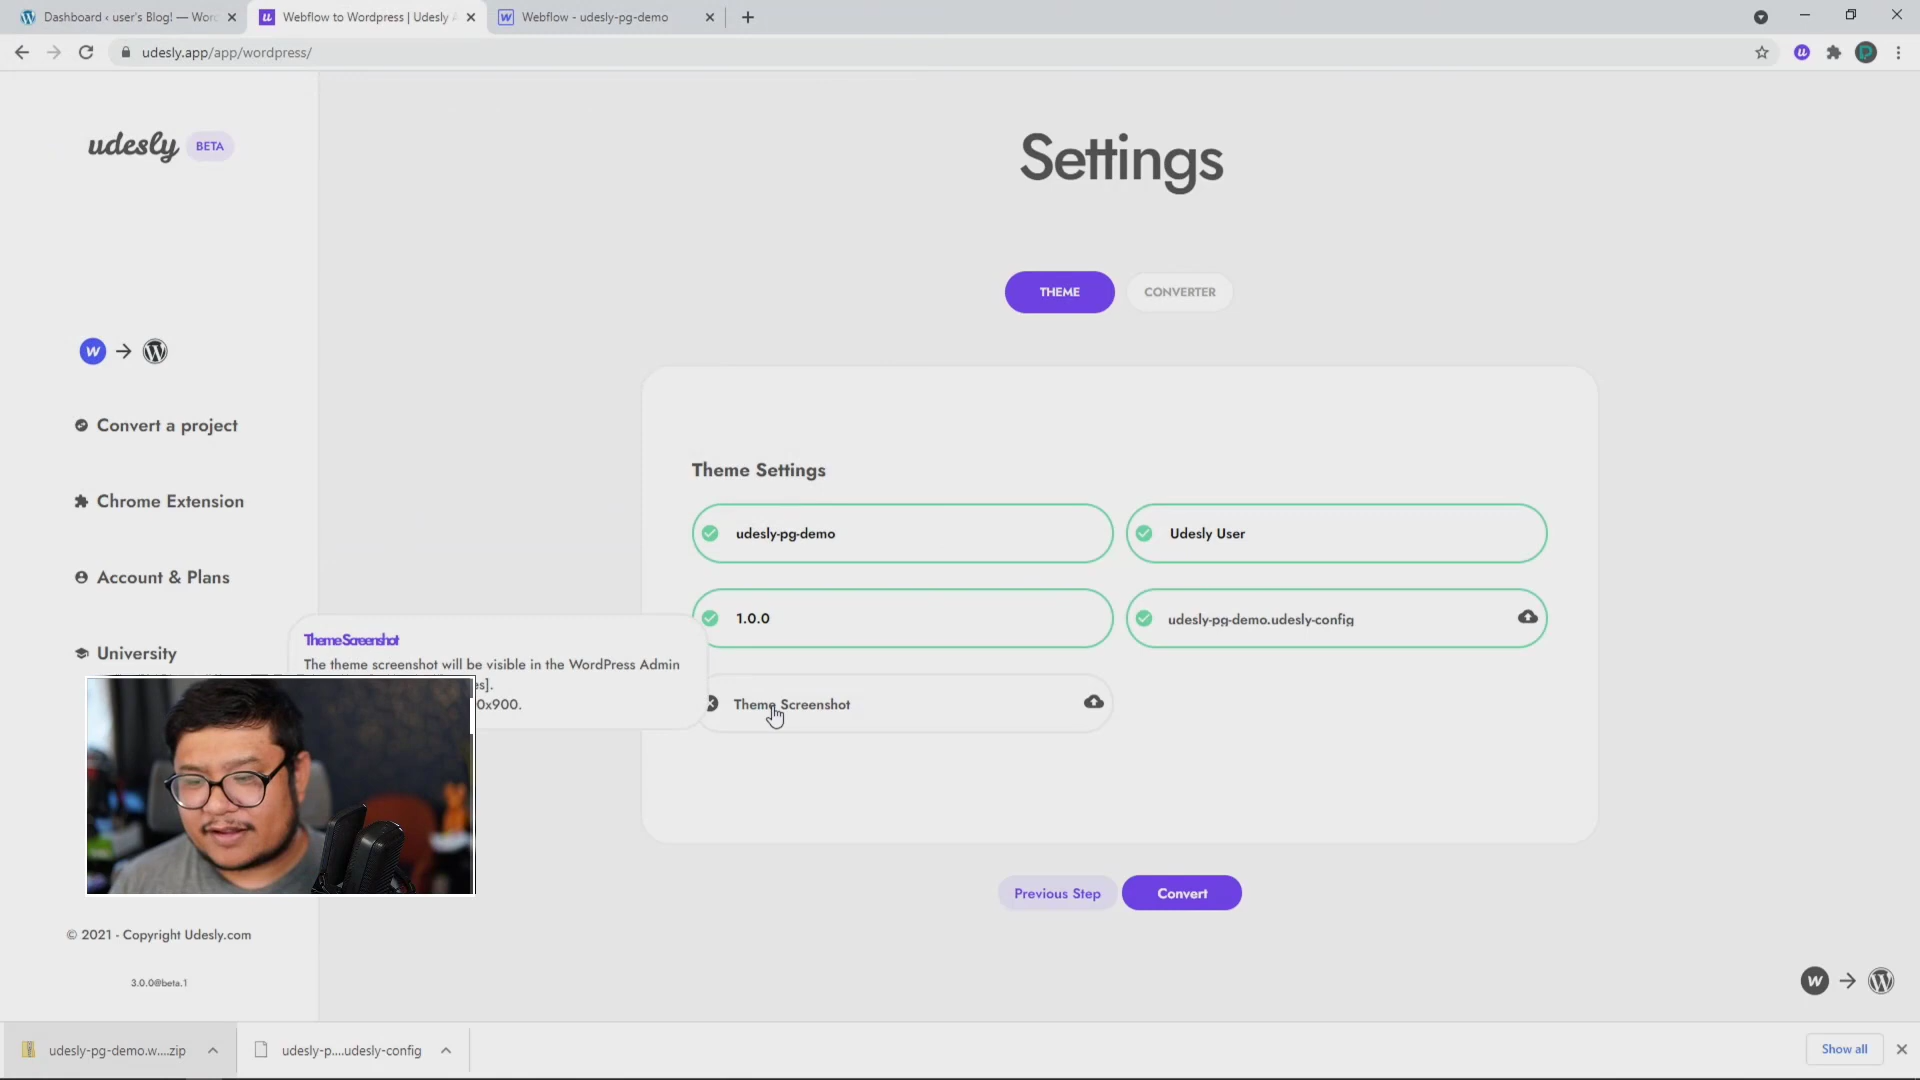 Dashboard ‹ user's Blog! — Wor
Webflow to Wordpress | Udesly
Webflow - udesly-pg-demo
udesly.app/app/wordpress/
udesly BETA
Settings
THEME
CONVERTER
Convert a project
Chrome Extension
Account & Plans
University
Theme Settings
udesly-pg-demo
Udesly User
1.0.0
udesly-pg-demo.udesly-config
Theme Screenshot
The theme screenshot will be visible in the WordPress Admin
es].
0x900.
Theme Screenshot
Previous Step
Convert
© 2021 - Copyright Udesly.com
3.0.0@beta.1
udesly-pg-demo.w....zip
udesly-p....udesly-config
Show all